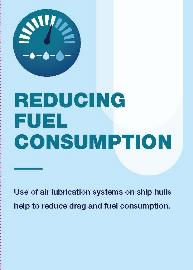 REDUCING
FUEL
CONSUMPTION
Use of air lubrication systems on ship hulls
help to reduce drag and fuel consumption.